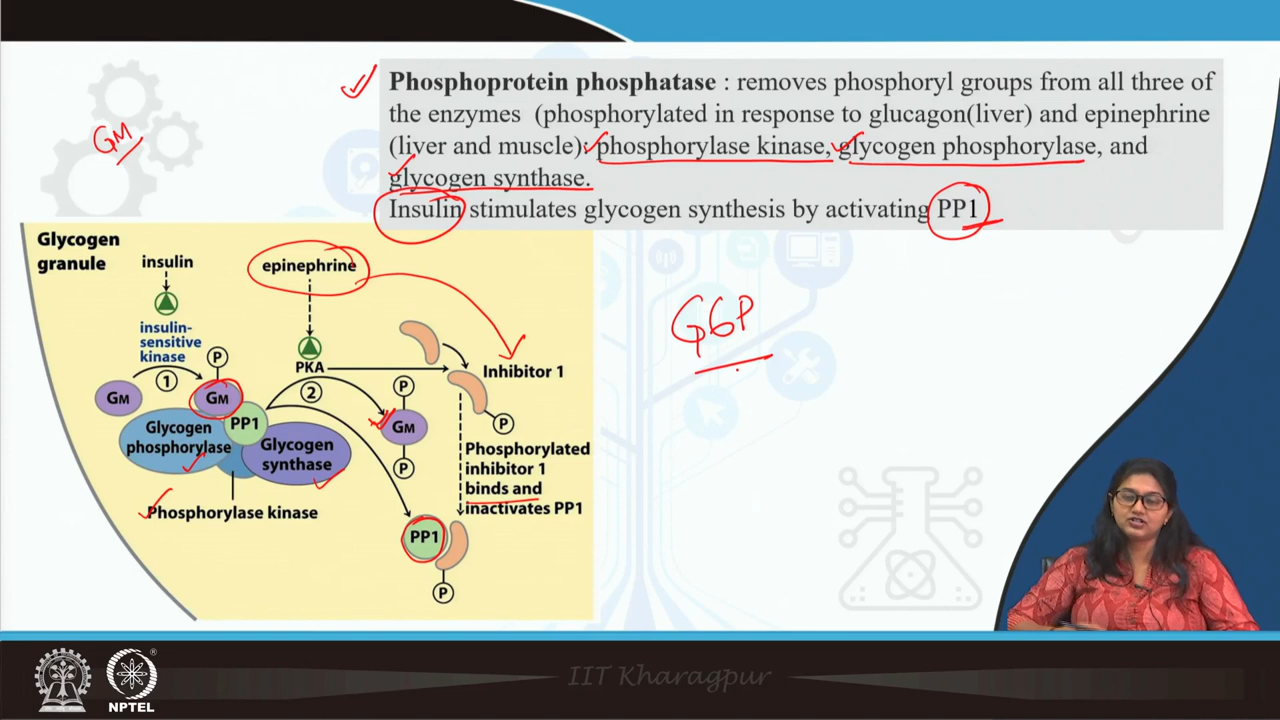 Phosphoprotein phosphatase : removes phosphoryl groups from all three of
the enzymes (phosphorylated in response to glucagon(liver) and epinephrine
(liver and muscle): phosphorylase kinase, glycogen phosphorylase, and
glycogen synthase.
Insulin stimulates glycogen synthesis by activating PP1
GM
G6P
Glycogen
granule
insulin
insulin-
sensitive
kinase
1
GM
P
GM
PP1
Glycogen
phosphorylase
Glycogen
synthase
Phosphorylase kinase
epinephrine
PKA
2
P
GM
P
Inhibitor 1
P
Phosphorylated
inhibitor 1
binds and
inactivates PP1
PP1
P
IIT Kharagpur
NPTEL